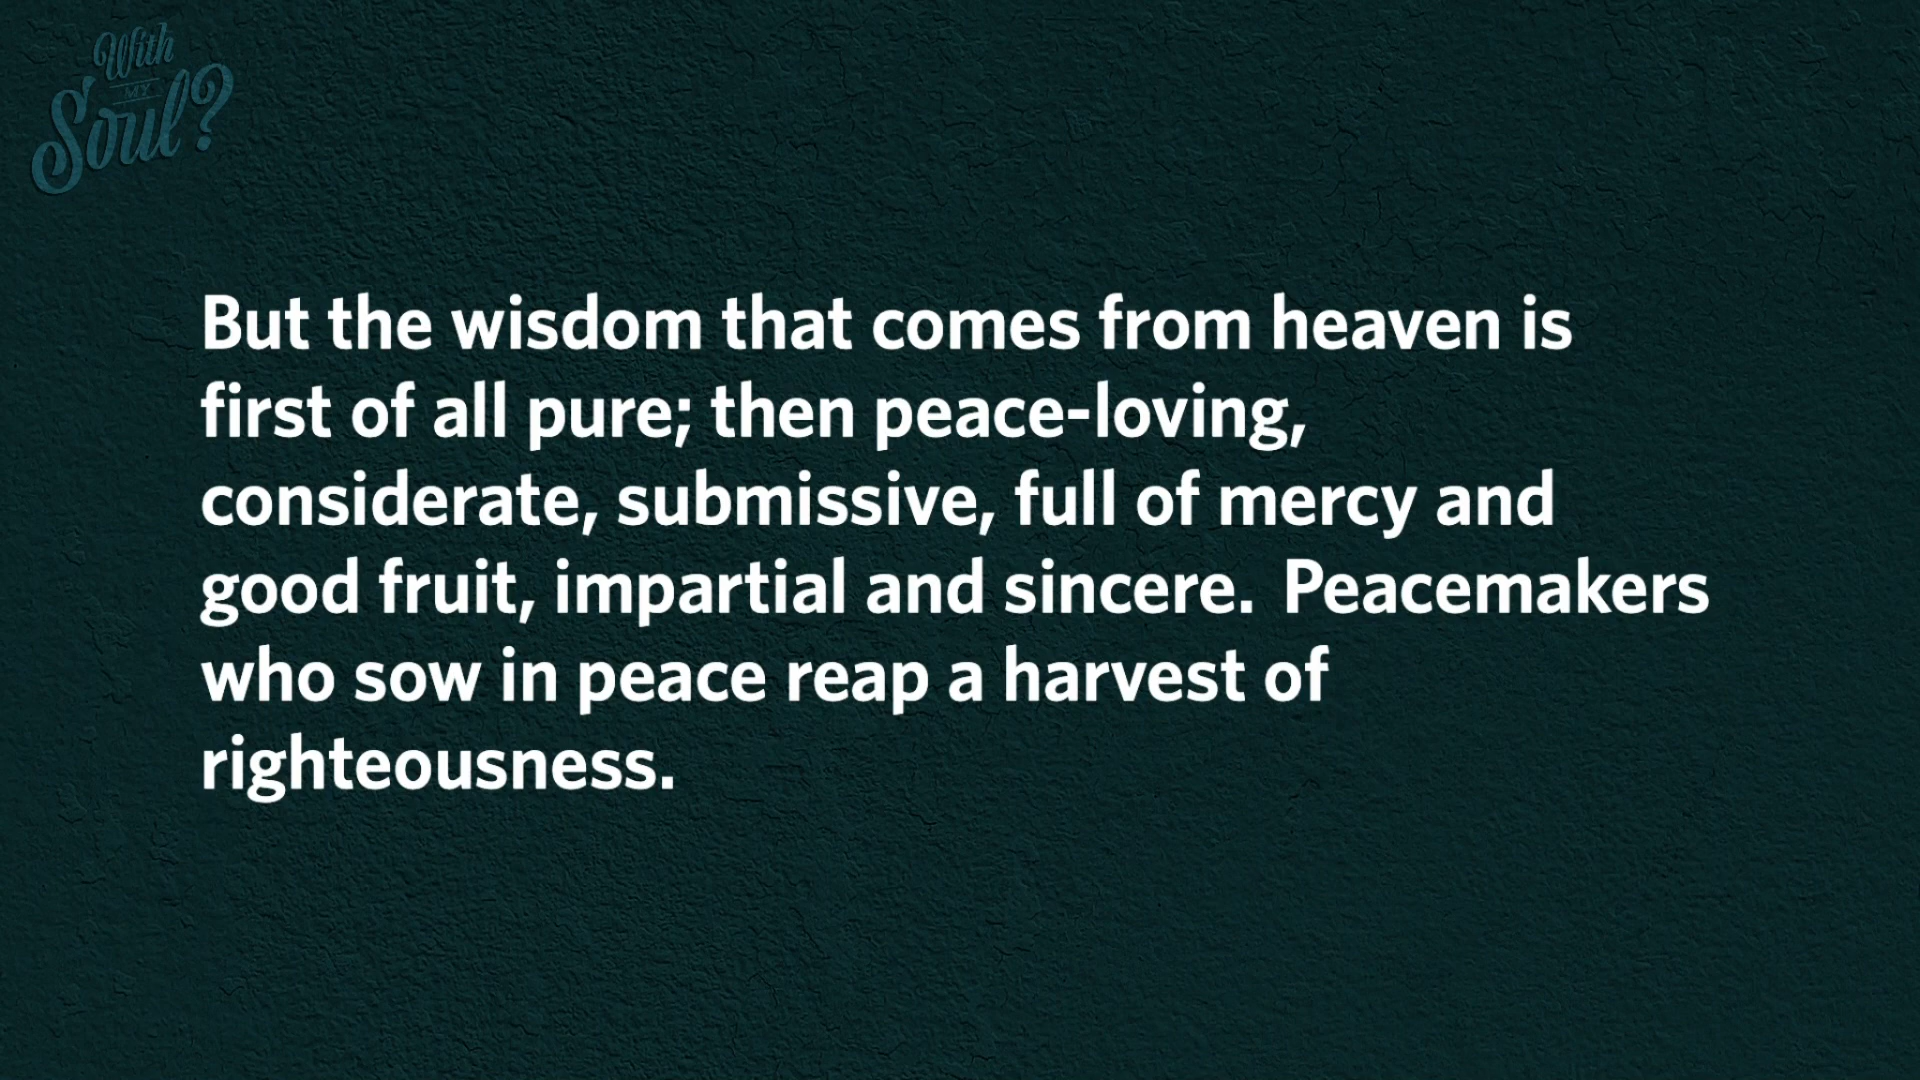 With
MY
Soul?
But the wisdom that comes from heaven is
first of all pure; then peace-loving,
considerate, submissive, full of mercy and
good fruit, impartial and sincere. Peacemakers
who sow in peace reap a harvest of
righteousness.